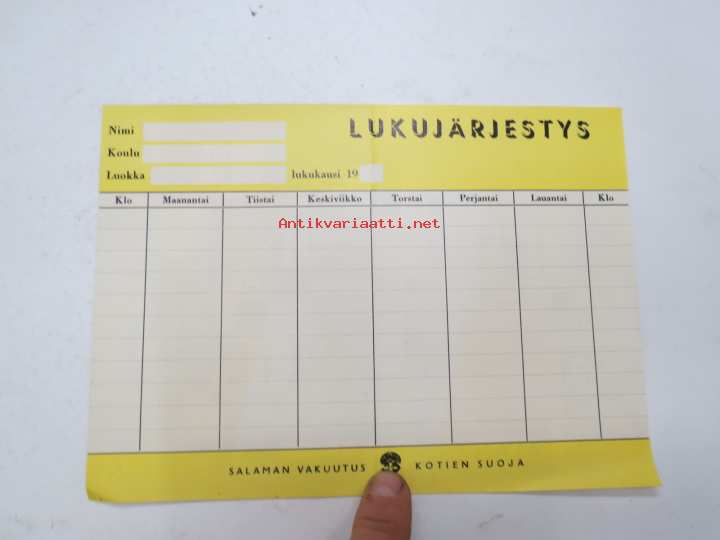 LUKUJÄRJESTYS
Nimi
Koulu
Luokka lukukausi 19
Klo Maanantai Tiistai Keskiviikko Torstai Perjantai Lauantai Klo
Antikvariaatti.net
SALAMAN VAKUUTUS KOTIEN SUOJA